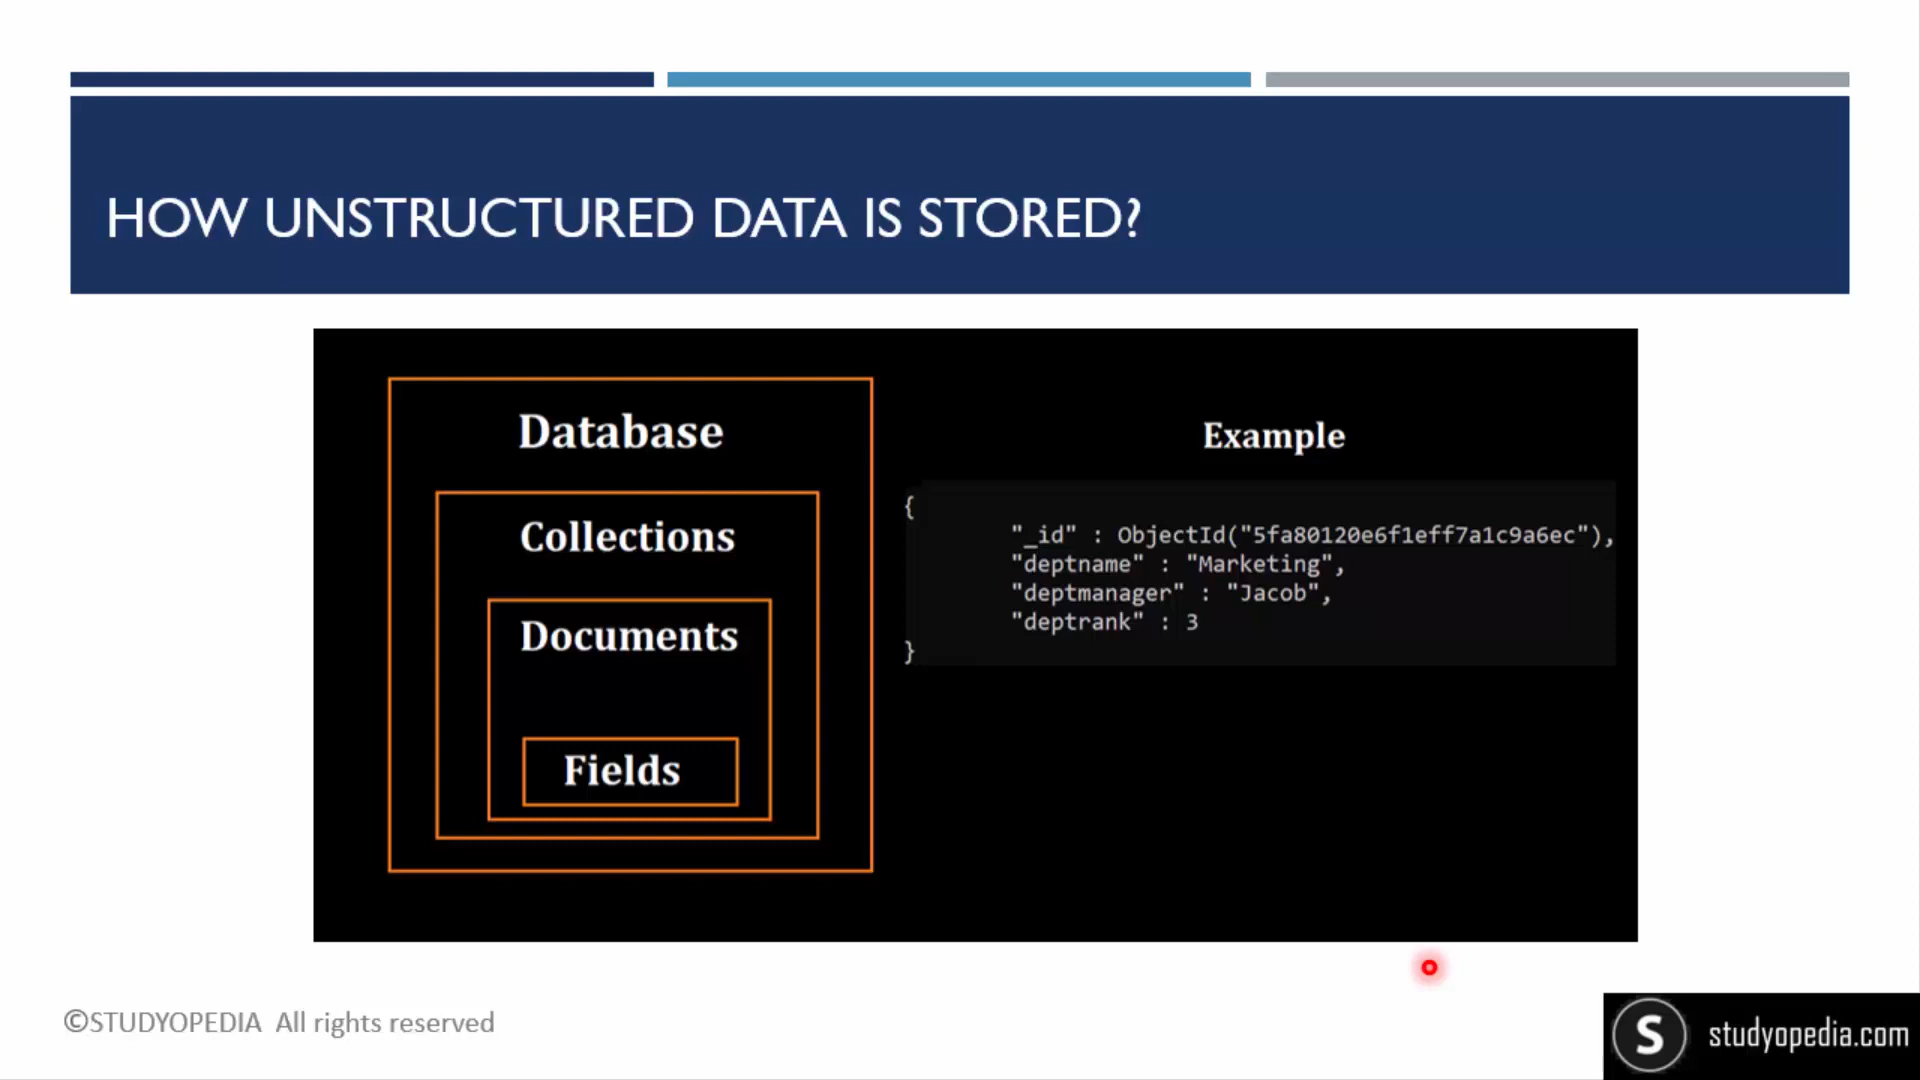 HOW UNSTRUCTURED DATA IS STORED?
Database
Collections
Documents
Fields
Example
{
"_id" : ObjectId("5fa80120e6f1eff7a1c9a6ec"),
"deptname" : "Marketing",
"deptmanager" : "Jacob",
"deptrank" : 3
}
©STUDYOPEDIA All rights reserved
S studyopedia.com